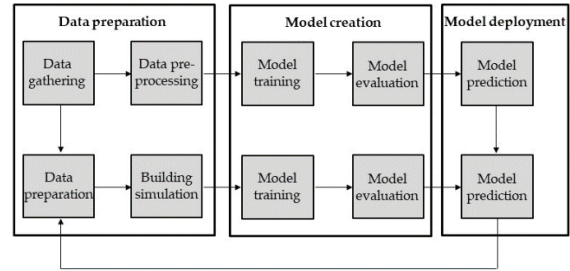 Data preparation
Model creation
Model deployment
Data
gathering
Data pre-
processing
Model
training
Model
evaluation
Model
prediction
Data
preparation
Building
simulation
Model
training
Model
evaluation
Model
prediction